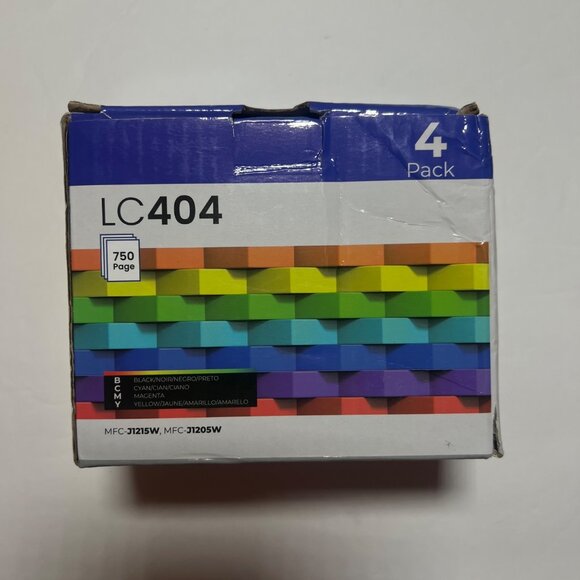 4
Pack
LC404
750
Page
B BLACK/NOIR/NEGRO/PRETO
C CYAN/CIAN/CIANO
M MAGENTA
Y YELLOW/JAUNE/AMARILLO/AMARELO
MFC-J1215W, MFC-J1205W